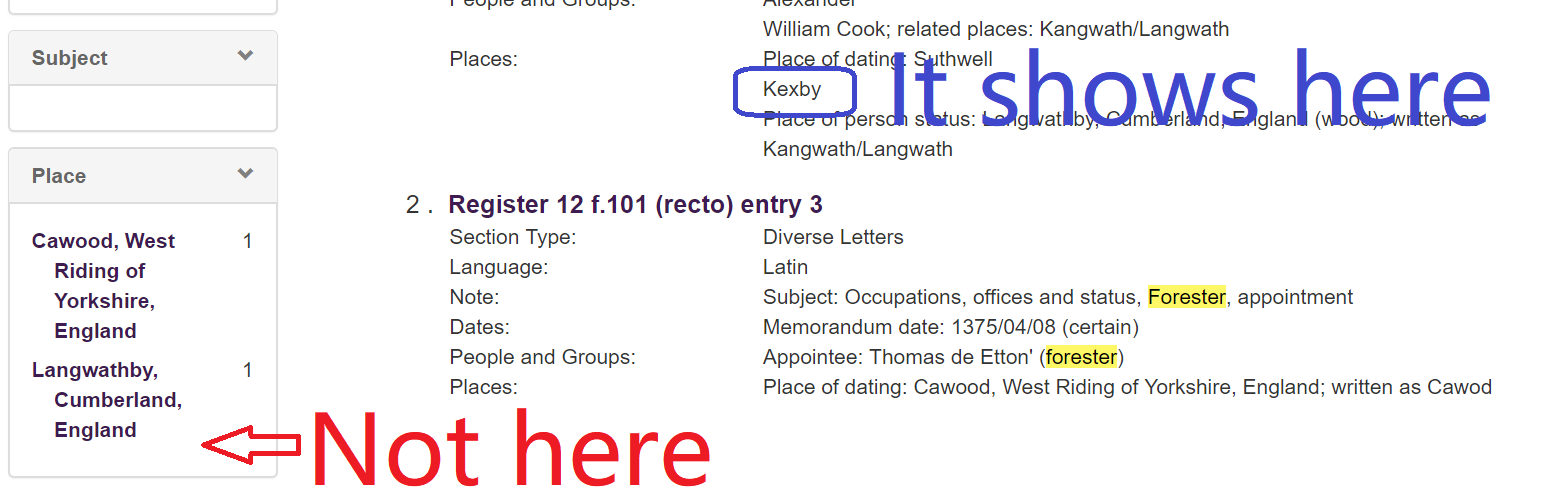 People and Groups: Alexander
Subject
William Cook; related places: Kangwath/Langwath
Places: Place of dating: Suthwell
Kexby
It shows here
Place of person status: Langwathby, Cumberland, England (wood); written as
Kangwath/Langwath
Place
2 . Register 12 f.101 (recto) entry 3
Section Type: Diverse Letters
Language: Latin
Note: Subject: Occupations, offices and status, Forester, appointment
Dates: Memorandum date: 1375/04/08 (certain)
People and Groups: Appointee: Thomas de Etton' (forester)
Places: Place of dating: Cawood, West Riding of Yorkshire, England; written as Cawod
Cawood, West 1
Riding of
Yorkshire,
England
Langwathby, 1
Cumberland,
England
Not here